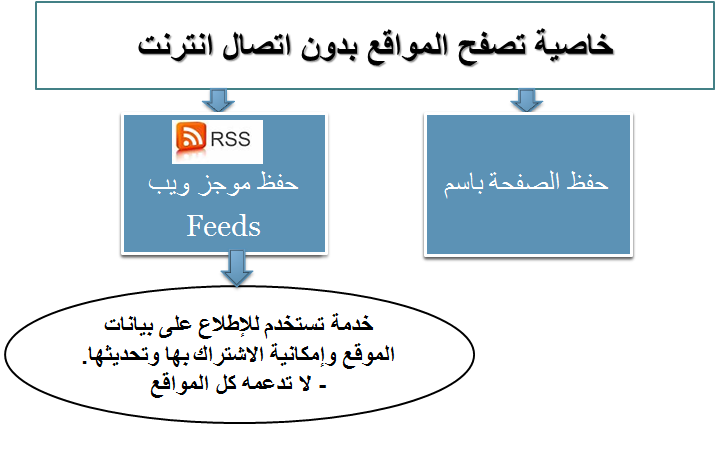 خاصية تصفح المواقع بدون اتصال انترنت
حفظ الصفحة باسم
RSS
حفظ موجز ويب
Feeds
خدمة تستخدم للإطلاع على بيانات
الموقع وإمكانية الاشتراك بها وتحديثها.
- لا تدعمه كل المواقع